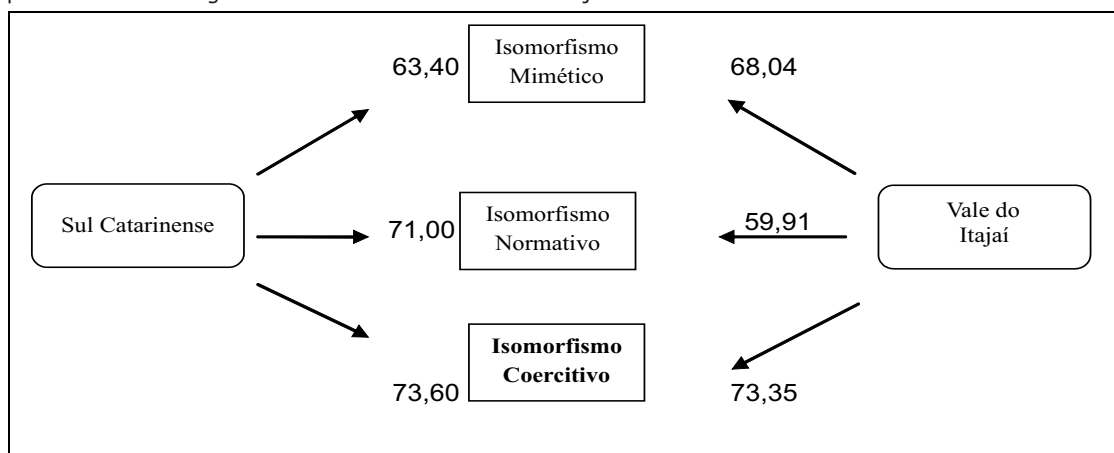 Isomorfismo
Mimético
63,40
68,04
Sul Catarinense
Isomorfismo
Normativo
71,00
59,91
Vale do
Itajaí
Isomorfismo
Coercitivo
73,60
73,35